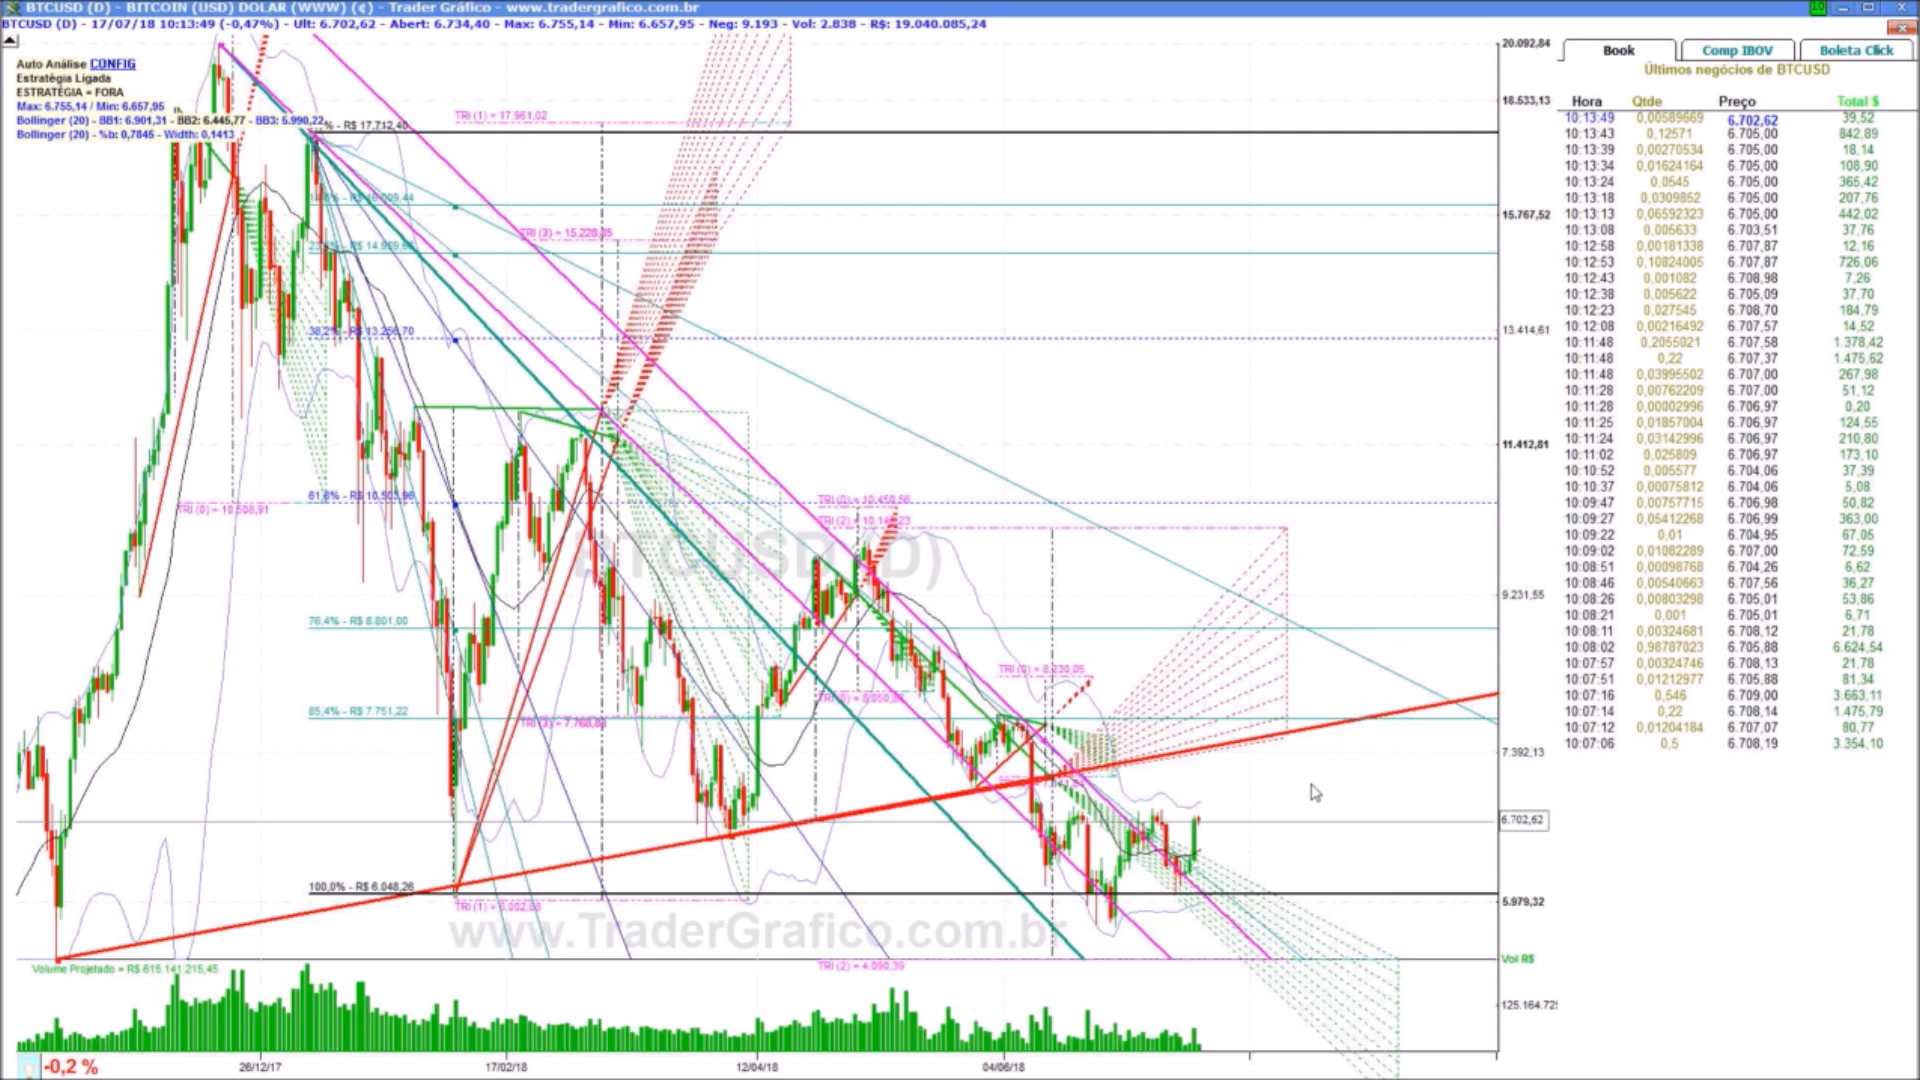 BTCUSD (D) - BITCOIN (USD) DOLAR (WWW) (¢) - Trader Gráfico - www.tradergrafico.com.br
BTCUSD (D) - 17/07/18 10:13:49 (-0,47%) - Ult: 6.702,62 - Abert: 6.734,40 - Max: 6.755,14 - Min: 6.657,95 - Neg: 9.193 - Vol: 2.838 - R$: 19.040.085,24
Auto Análise CONFIG
Estratégia Ligada
ESTRATÉGIA = FORA
Max: 6.755,14 / Min: 6.657,95
Bollinger (20) - BB1: 6.901,31 - BB2: 6.445,77 - BB3: 5.990,22
Bollinger (20) - %b: 0,7845 - Width: 0,1413
% - R$ 17.712,40
TRI (1) = 17.961,02
R$ 16.009,44
TRI (3) = 15.228,35
38,2% - R$ 13.256,70
61,8% - R$ 10.503,96
TRI (0) = 10.508,91
TRI (0) = 10.458,56
BTCUSD (D)
76,4% - R$ 8.801,00
TRI (0) = 8.230,05
85,4% - R$ 7.751,22
100,0% - R$ 6.048,26
www.TraderGrafico.com.br
TRI (2) = 4.090,39
Volume Projetado = R$ 615.141.215,45
-0,2 %
26/12/17
17/02/18
12/04/18
04/06/18
20.092,84
18.533,13
15.767,52
13.414,61
11.412,81
9.231,55
7.392,13
6.702,62
5.979,32
Vol R$
125.164.72
Book
Comp IBOV
Boleta Click
Últimos negócios de BTCUSD
Hora Qtde Preço Total $
10:13:49 0,00589669 6.702,62 39,52
10:13:43 0,12571 6.705,00 842,89
10:13:39 0,00270534 6.705,00 18,14
10:13:34 0,01624164 6.705,00 108,90
10:13:24 0,0545 6.705,00 365,42
10:13:18 0,0309852 6.705,00 207,76
10:13:13 0,06592323 6.705,00 442,02
10:13:08 0,005633 6.703,51 37,76
10:12:58 0,00181338 6.707,87 12,16
10:12:53 0,10824005 6.707,87 726,06
10:12:43 0,001082 6.708,98 7,26
10:12:38 0,005622 6.705,09 37,70
10:12:23 0,027545 6.708,70 184,79
10:12:08 0,00216492 6.707,57 14,52
10:11:48 0,2055021 6.707,58 1.378,42
10:11:48 0,22 6.707,37 1.475,62
10:11:48 0,03995502 6.707,00 267,98
10:11:28 0,00762209 6.707,00 51,12
10:11:28 0,00002996 6.706,97 0,20
10:11:25 0,01857004 6.706,97 124,55
10:11:24 0,03142996 6.706,97 210,80
10:11:02 0,025809 6.706,97 173,10
10:10:52 0,005577 6.704,06 37,39
10:10:37 0,00075812 6.704,06 5,08
10:09:47 0,00757715 6.706,98 50,82
10:09:27 0,05412268 6.706,99 363,00
10:09:22 0,01 6.704,95 67,05
10:09:02 0,01082289 6.707,00 72,59
10:08:51 0,00098768 6.704,26 6,62
10:08:46 0,00540663 6.707,56 36,27
10:08:26 0,00803298 6.705,01 53,86
10:08:21 0,001 6.705,01 6,71
10:08:11 0,00324681 6.708,12 21,78
10:08:02 0,98787023 6.705,88 6.624,54
10:07:57 0,00324746 6.708,13 21,78
10:07:51 0,01212977 6.705,88 81,34
10:07:16 0,546 6.709,00 3.663,11
10:07:14 0,22 6.708,14 1.475,79
10:07:12 0,01204184 6.707,07 80,77
10:07:06 0,5 6.708,19 3.354,10